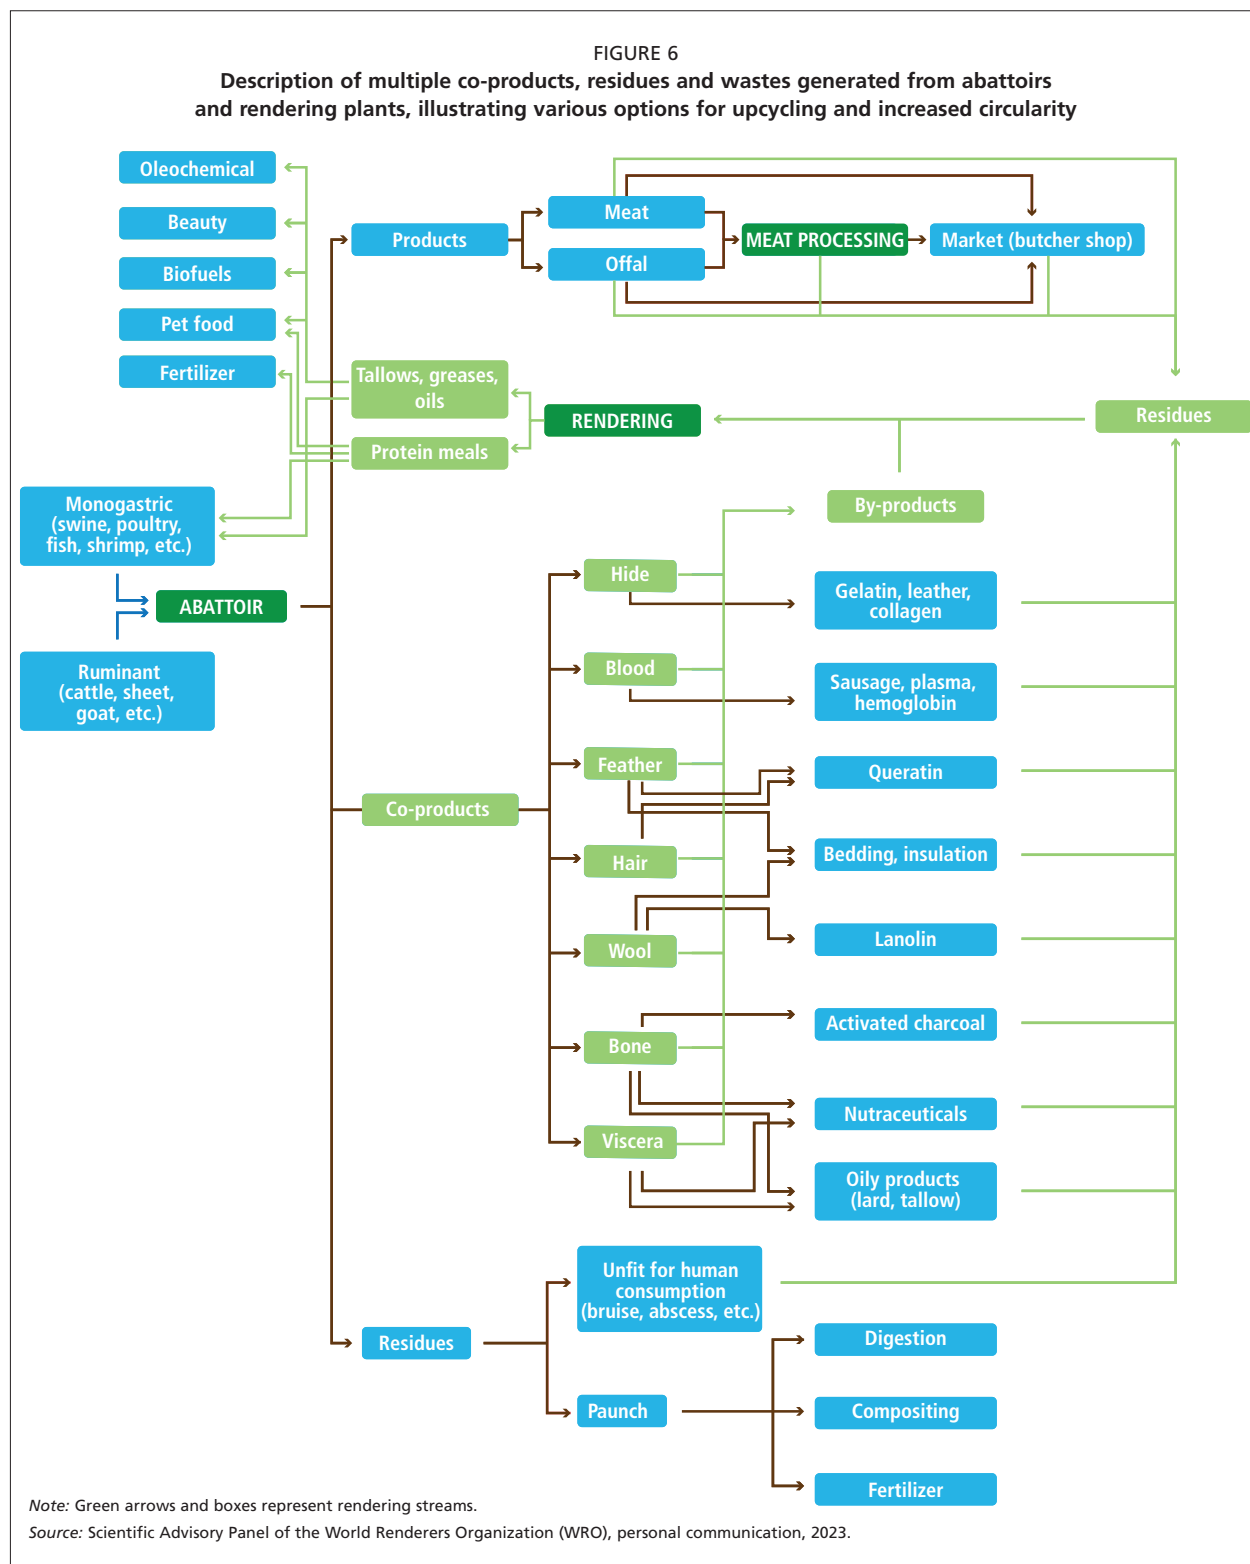 FIGURE 6
Description of multiple co-products, residues and wastes generated from abattoirs
and rendering plants, illustrating various options for upcycling and increased circularity
Oleochemical
Beauty
Biofuels
Pet food
Fertilizer
Products
Meat
Offal
MEAT PROCESSING
Market (butcher shop)
Tallows, greases,
oils
Protein meals
RENDERING
Residues
By-products
Monogastric
(swine, poultry,
fish, shrimp, etc.)
ABATTOIR
Ruminant
(cattle, sheet,
goat, etc.)
Co-products
Hide
Blood
Feather
Hair
Wool
Bone
Viscera
Gelatin, leather,
collagen
Sausage, plasma,
hemoglobin
Queratin
Bedding, insulation
Lanolin
Activated charcoal
Nutraceuticals
Oily products
(lard, tallow)
Residues
Unfit for human
consumption
(bruise, abscess, etc.)
Paunch
Digestion
Compositing
Fertilizer
Note: Green arrows and boxes represent rendering streams.
Source: Scientific Advisory Panel of the World Renderers Organization (WRO), personal communication, 2023.